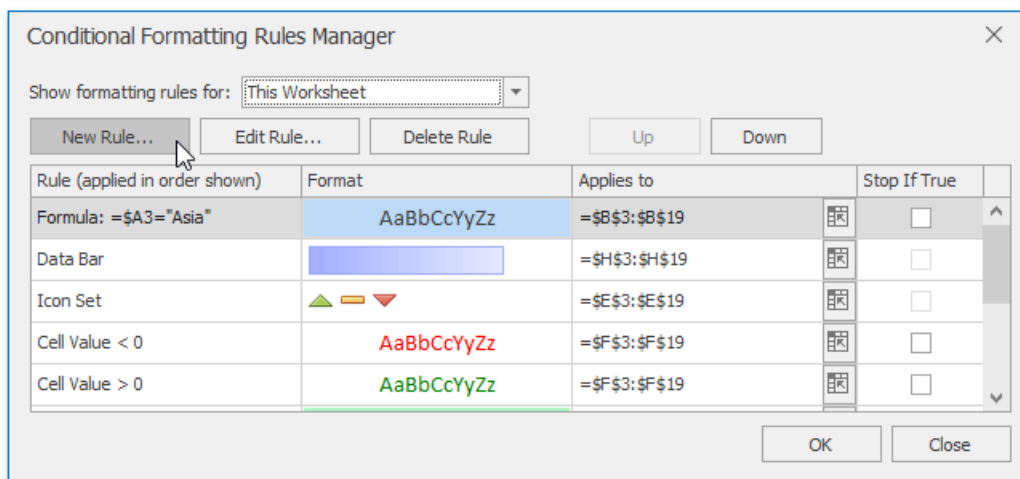 Conditional Formatting Rules Manager
Show formatting rules for: This Worksheet
New Rule... Edit Rule... Delete Rule Up Down
Rule (applied in order shown) Format Applies to Stop If True
Formula: =$A3="Asia" AaBbCcYyZz =$B$3:$B$19
Data Bar =$H$3:$H$19
Icon Set =$E$3:$E$19
Cell Value < 0 AaBbCcYyZz =$F$3:$F$19
Cell Value > 0 AaBbCcYyZz =$F$3:$F$19
OK Close